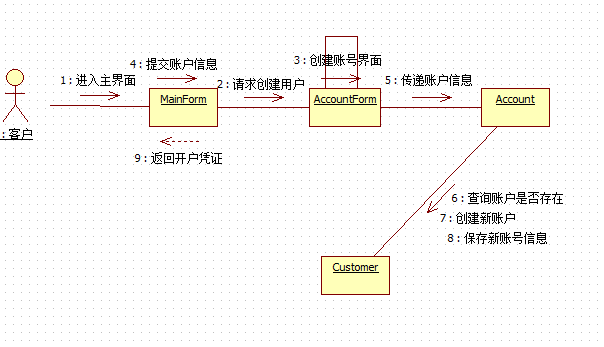 3：创建账号界面
4：提交账户信息
1：进入主界面
2：请求创建用户
5：传递账户信息
MainForm
AccountForm
Account
：客户
9：返回开户凭证
6：查询账户是否存在
7：创建新账户
8：保存新账号信息
Customer